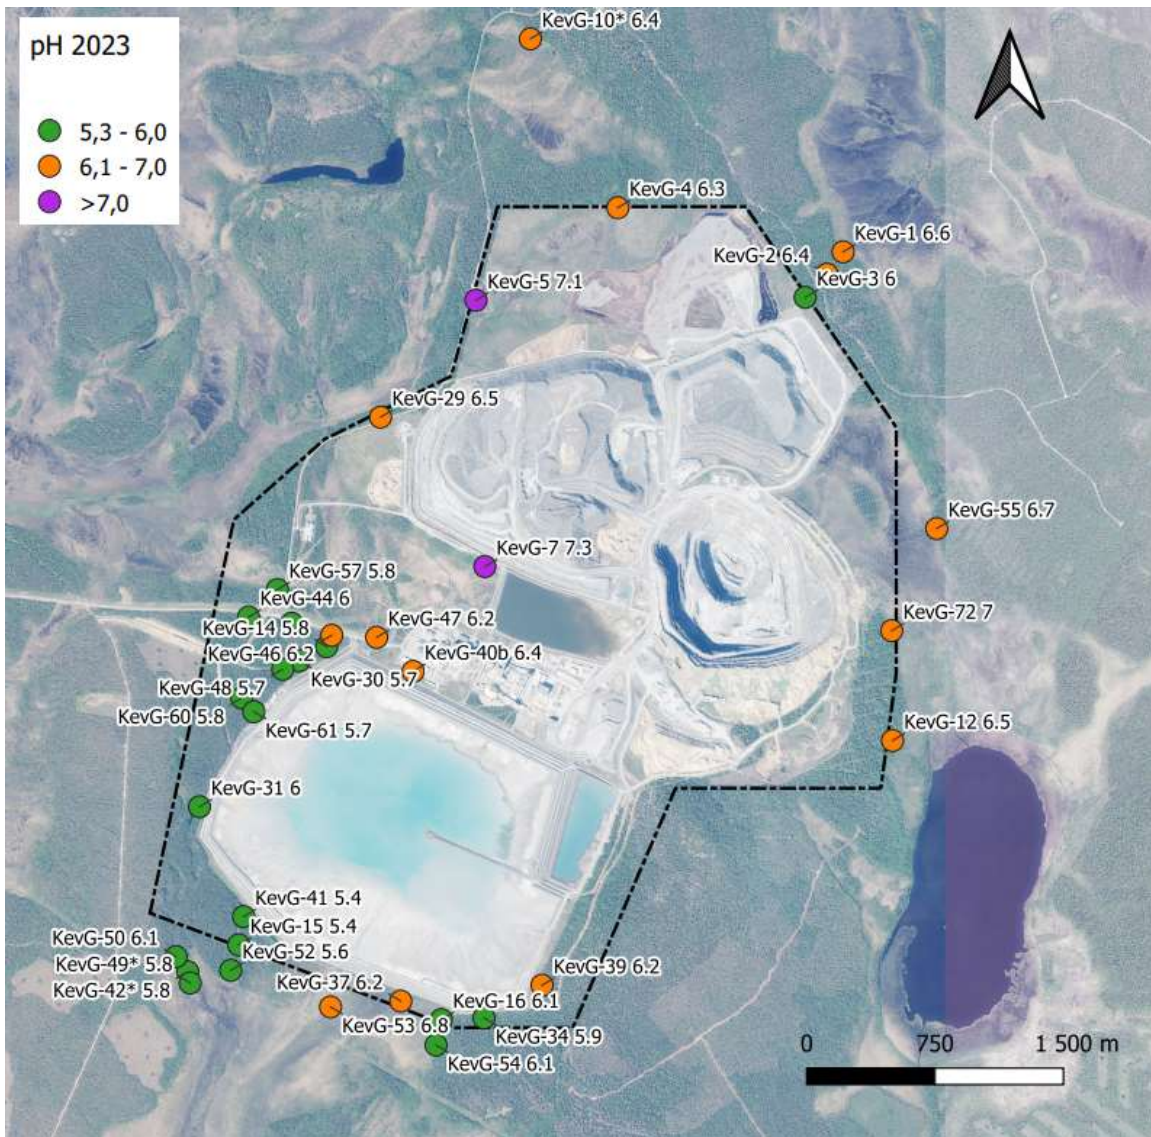 pH 2023
5,3 - 6,0
6,1 - 7,0
>7,0
KevG-10* 6.4
KevG-4 6.3
KevG-1 6.6
KevG-2 6.4
KevG-3 6
KevG-5 7.1
KevG-29 6.5
KevG-55 6.7
KevG-7 7.3
KevG-57 5.8
KevG-44 6
KevG-14 5.8
KevG-47 6.2
KevG-72 7
KevG-46 6.2
KevG-40b 6.4
KevG-30 5.7
KevG-48 5.7
KevG-60 5.8
KevG-61 5.7
KevG-12 6.5
KevG-31 6
KevG-41 5.4
KevG-15 5.4
KevG-50 6.1
KevG-52 5.6
KevG-49* 5.8
KevG-42* 5.8
KevG-37 6.2
KevG-39 6.2
KevG-16 6.1
KevG-53 6.8
KevG-34 5.9
KevG-54 6.1
0 750 1 500 m